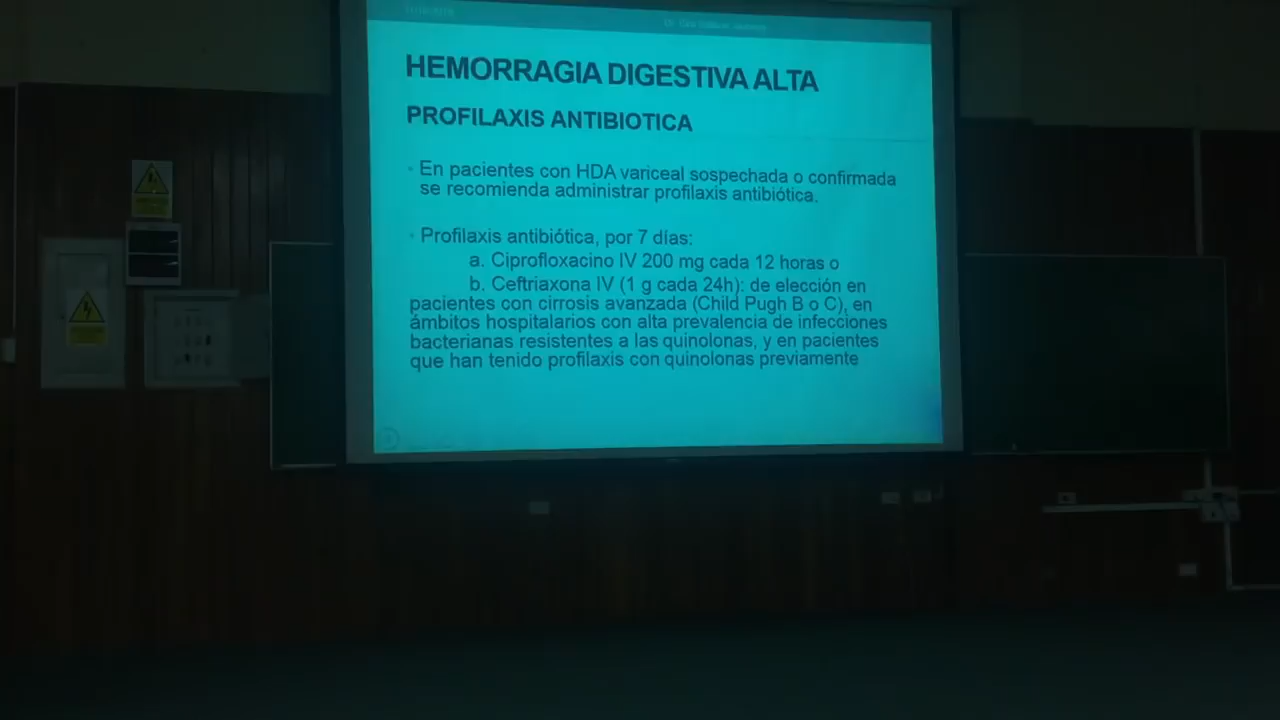 HEMORRAGIA DIGESTIVA ALTA
PROFILAXIS ANTIBIOTICA
• En pacientes con HDA variceal sospechada o confirmada
se recomienda administrar profilaxis antibiótica.
• Profilaxis antibiótica, por 7 días:
a. Ciprofloxacino IV 200 mg cada 12 horas o
b. Ceftriaxona IV (1 g cada 24h): de elección en
pacientes con cirrosis avanzada (Child Pugh B o C), en
ámbitos hospitalarios con alta prevalencia de infecciones
bacterianas resistentes a las quinolonas, y en pacientes
que han tenido profilaxis con quinolonas previamente